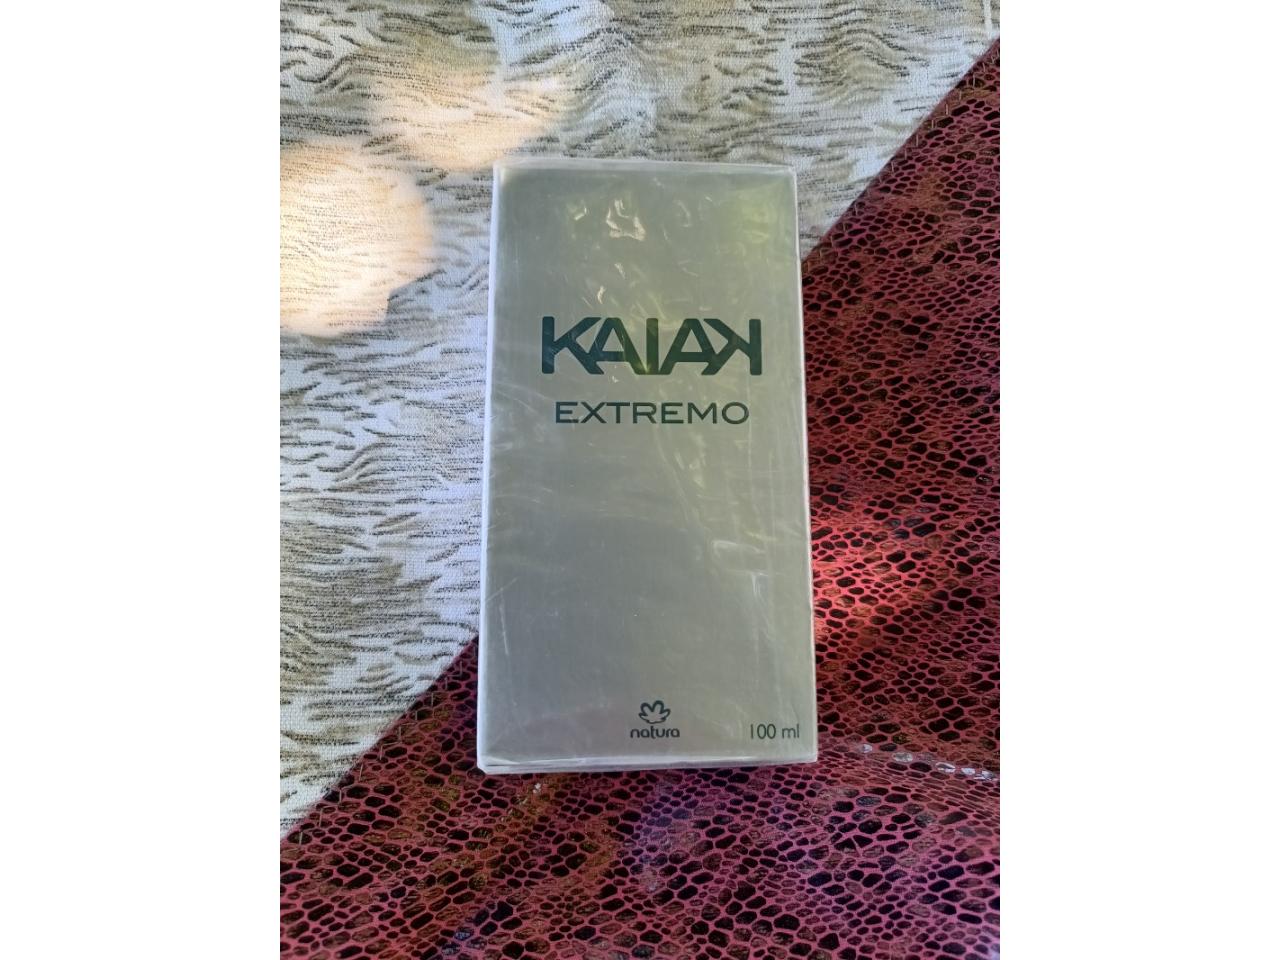 KAIAK
EXTREMO
natura
100 ml